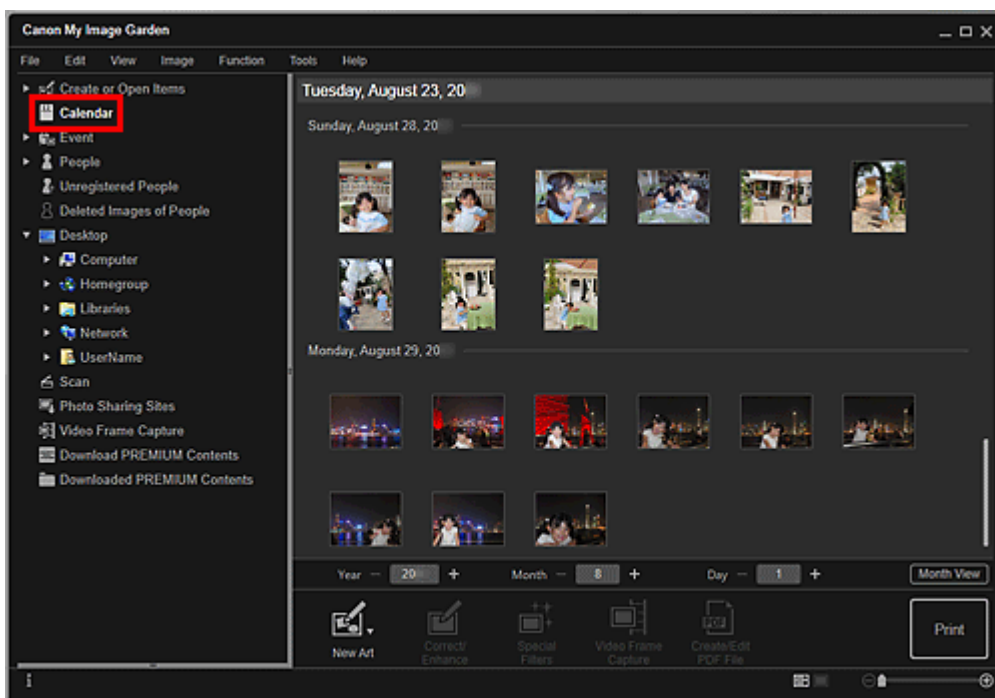 Canon My Image Garden
File Edit View Image Function Tools Help
Create or Open Items
Calendar
Event
People
Unregistered People
Deleted Images of People
Desktop
Computer
Homegroup
Libraries
Network
UserName
Scan
Photo Sharing Sites
Video Frame Capture
Download PREMIUM Contents
Downloaded PREMIUM Contents
Tuesday, August 23, 20
Sunday, August 28, 20
Monday, August 29, 20
Year − 20 + Month − 8 + Day − 1 + Month View
New Art
Correct/
Enhance
Special
Filters
Video Frame
Capture
Create/Edit
PDF File
Print